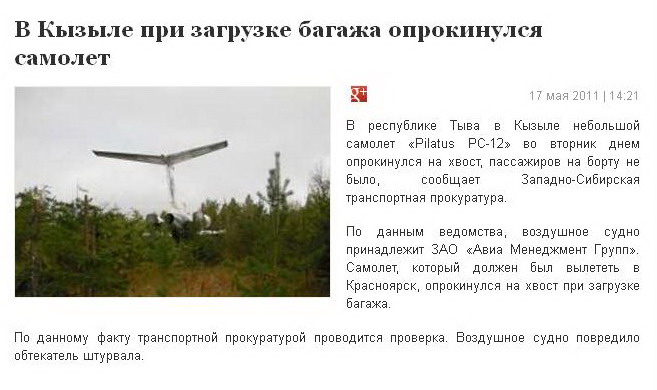 В Кызыле при загрузке багажа опрокинулся
самолет
g+
17 мая 2011 | 14:21
В республике Тыва в Кызыле небольшой
самолет «Pilatus PC-12» во вторник днем
опрокинулся на хвост, пассажиров на борту не
было, сообщает Западно-Сибирская
транспортная прокуратура.
По данным ведомства, воздушное судно
принадлежит ЗАО «Авиа Менеджмент Групп».
Самолет, который должен был вылететь в
Красноярск, опрокинулся на хвост при загрузке
багажа.
По данному факту транспортной прокуратурой проводится проверка. Воздушное судно повредило
обтекатель штурвала.